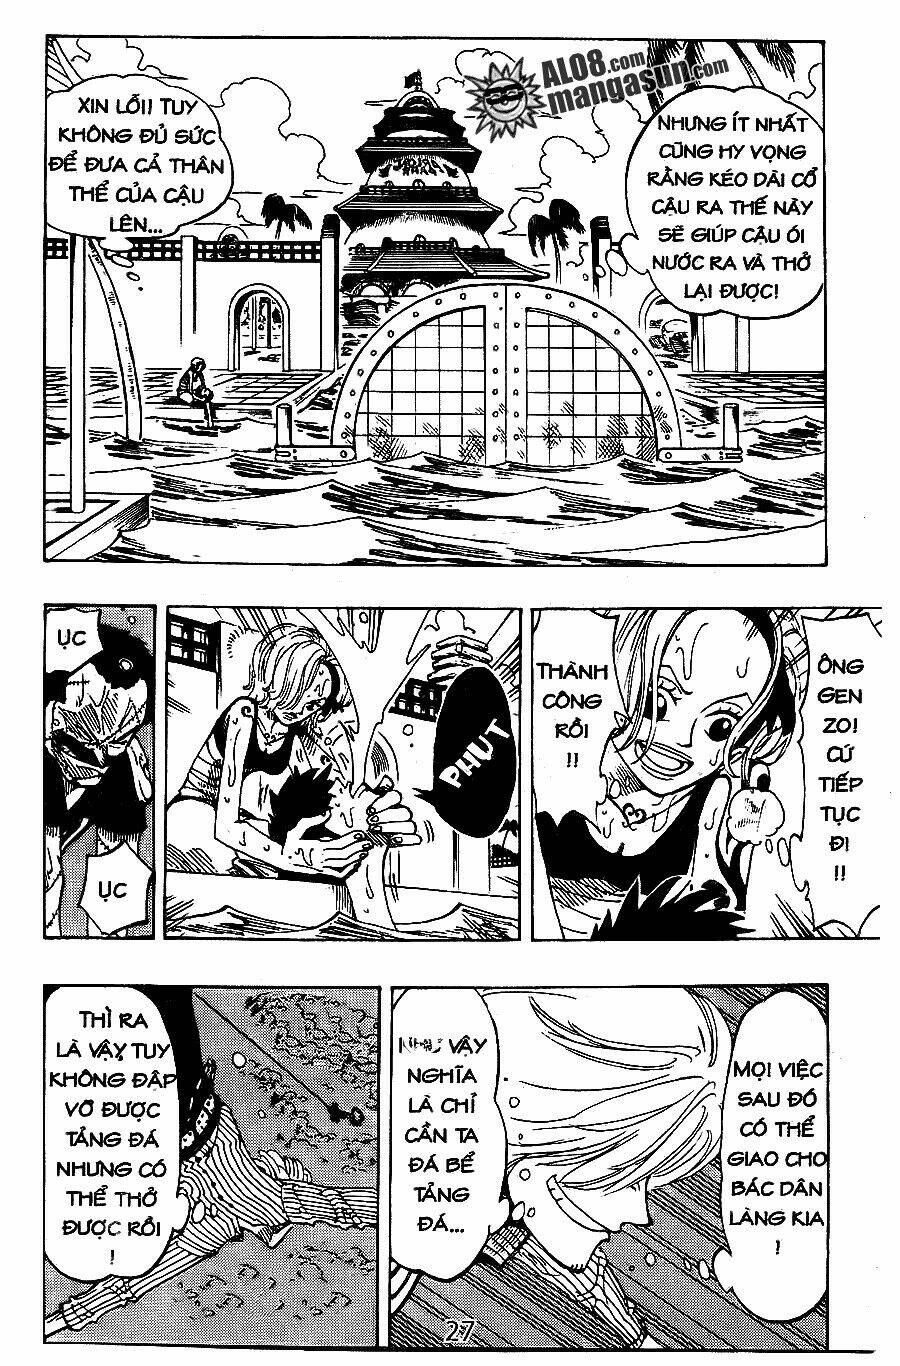 AL08.com
mangasun.com
NHƯNG ÍT NHẤT
CŨNG HY VỌNG
RẰNG KÉO DÀI CỔ
CẬU RA THẾ NÀY
SẼ GIÚP CẬU ÓI
NƯỚC RA VÀ THỞ
LẠI ĐƯỢC!
XIN LỖI! TUY
KHÔNG ĐỦ SỨC
ĐỂ ĐƯA CẢ THÂN
THỂ CỦA CẬU
LÊN...
ÔNG
GEN
ZO!
CỨ
TIẾP
TỤC
ĐI
!!
THÀNH
CÔNG
RỒI
!!
PHỤT
ỤC
ỤC
MỌI VIỆC
SAU ĐÓ
CÓ THỂ
GIAO CHO
BÁC DÂN
LÀNG KIA
!
VẬY
NGHĨA
LÀ CHỈ
CẦN TA
ĐÁ BỂ
TẢNG
ĐÁ...
THÌ RA
LÀ VẬY TUY
KHÔNG ĐẬP
VỠ ĐƯỢC
TẢNG ĐÁ
NHƯNG CÓ
THỂ THỞ
ĐƯỢC RỒI
!
27